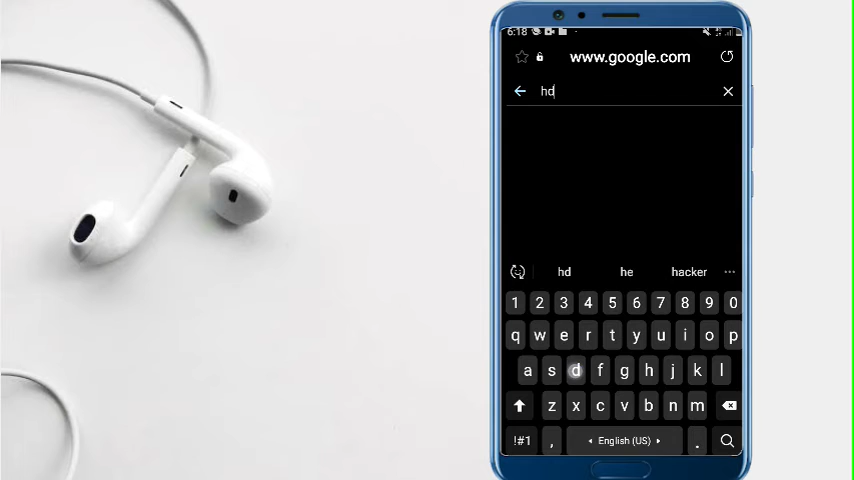 6:18
www.google.com
hd
hd he hacker ...
1 2 3 4 5 6 7 8 9 0
q w e r t y u i o p
a s d f g h j k l
z x c v b n m
!#1 , English (US) .